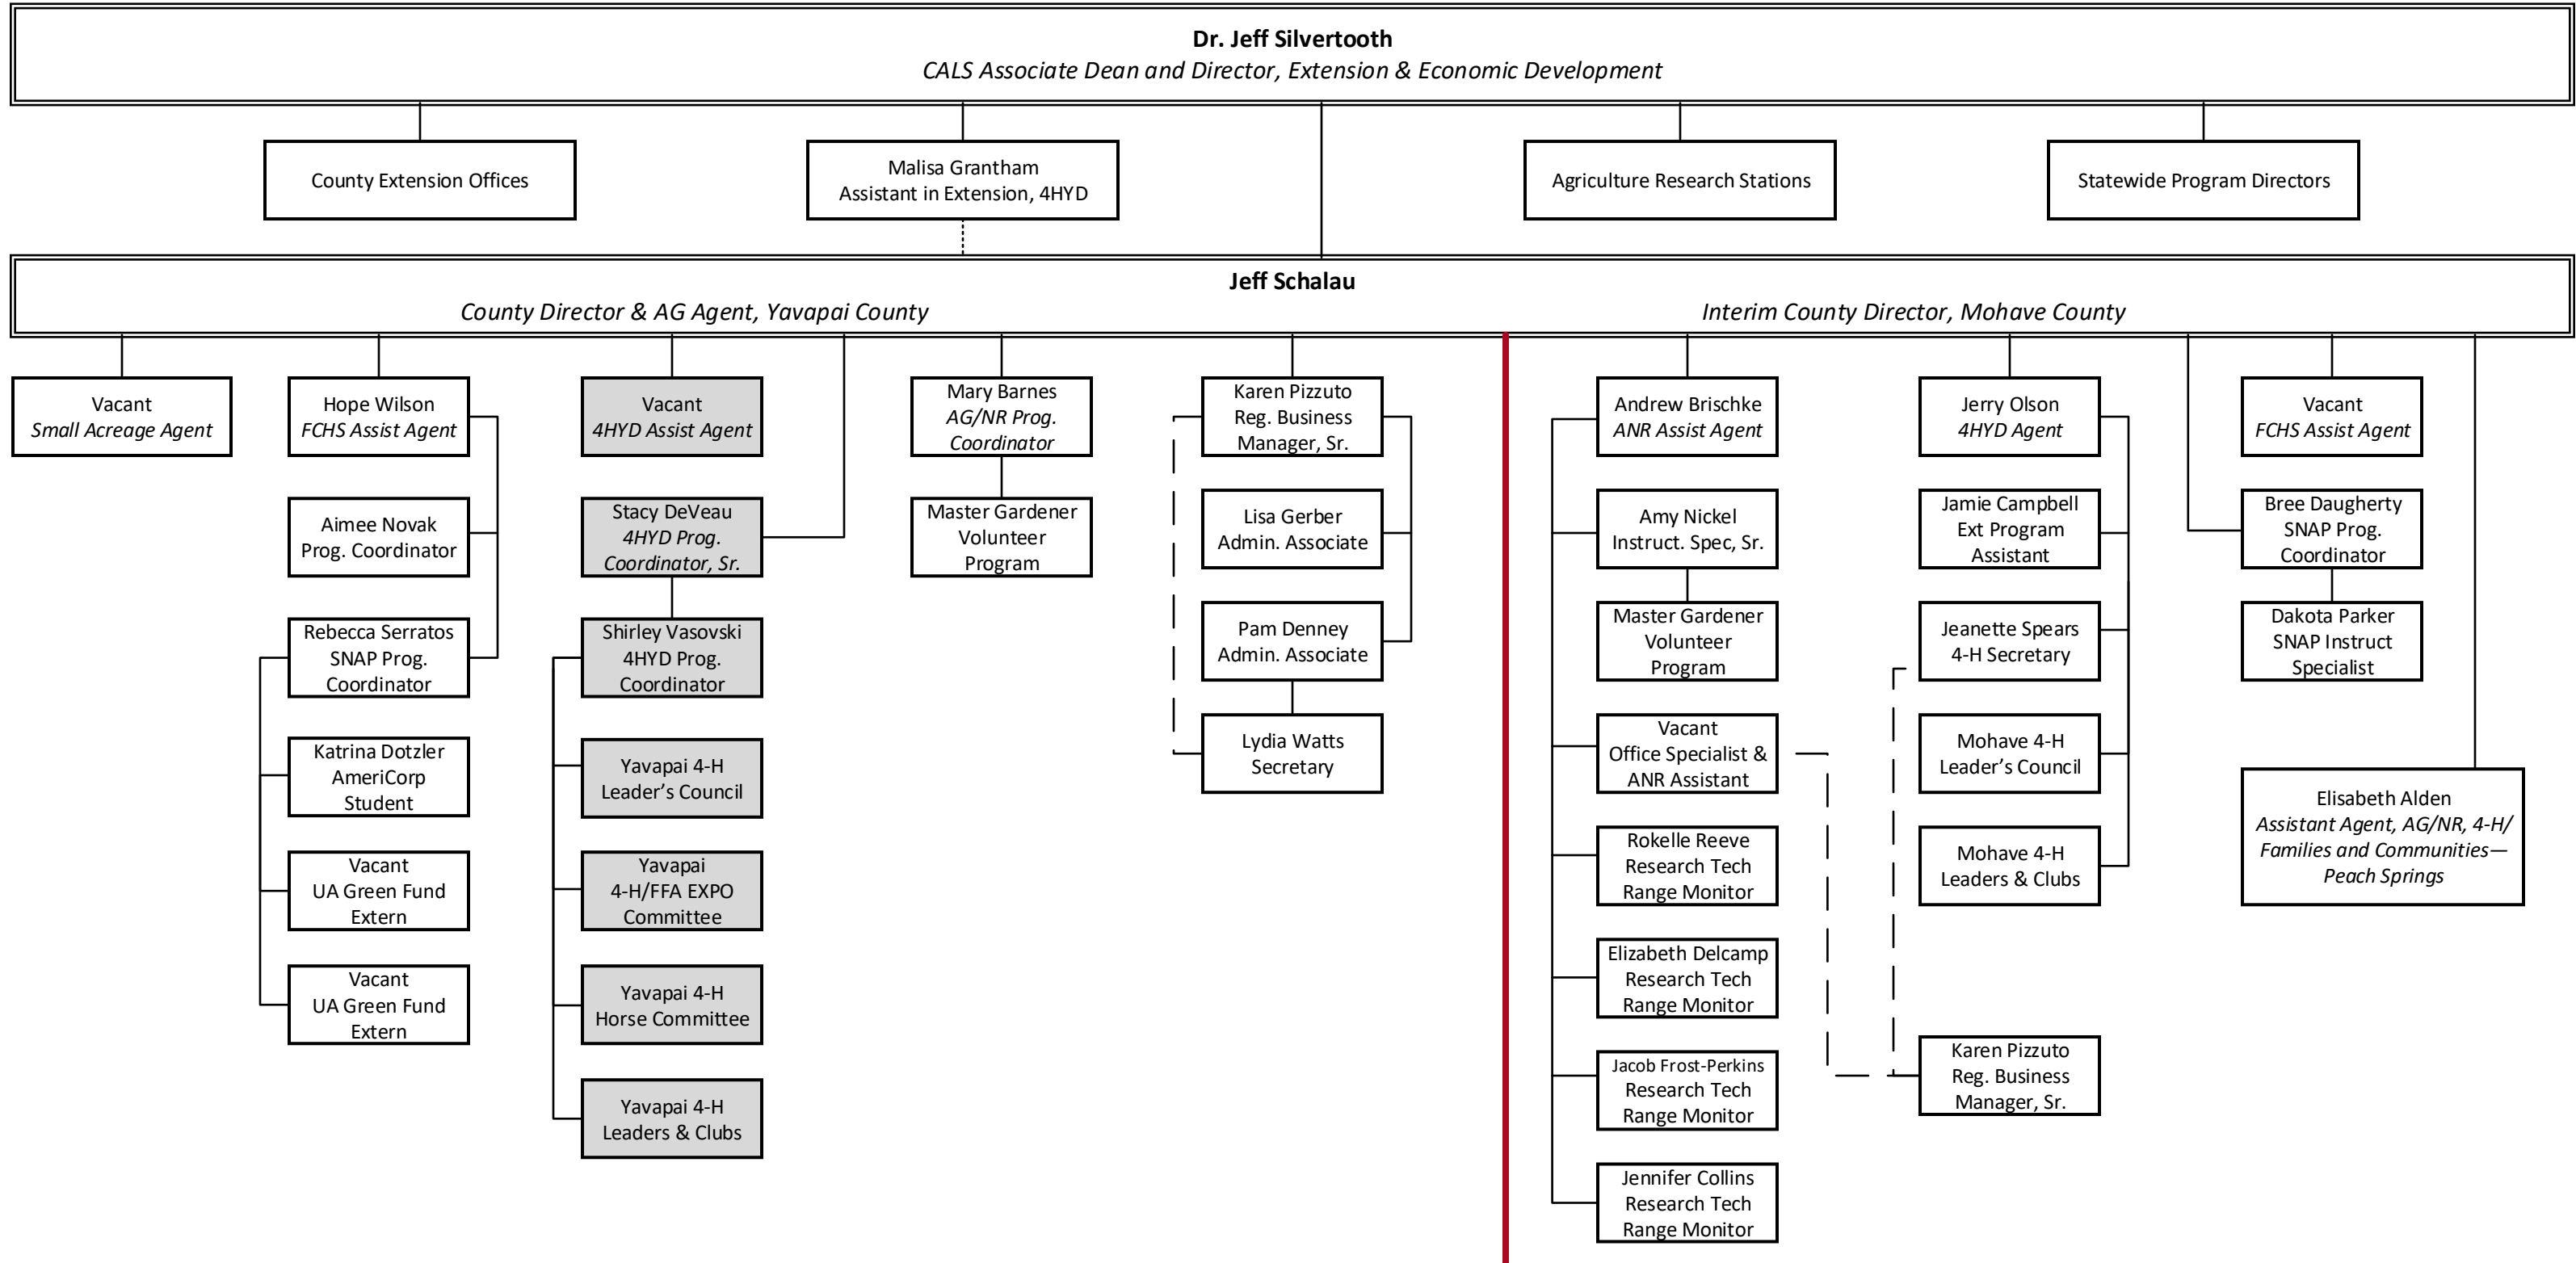 Dr. Jeff Silvertooth
CALS Associate Dean and Director, Extension & Economic Development
County Extension Offices
Malisa Grantham
Assistant in Extension, 4HYD
Agriculture Research Stations
Statewide Program Directors
Jeff Schalau
County Director & AG Agent, Yavapai County
Interim County Director, Mohave County
Vacant
Small Acreage Agent
Hope Wilson
FCHS Assist Agent
Aimee Novak
Prog. Coordinator
Rebecca Serratos
SNAP Prog.
Coordinator
Katrina Dotzler
AmeriCorp
Student
Vacant
UA Green Fund
Extern
Vacant
UA Green Fund
Extern
Vacant
4HYD Assist Agent
Stacy DeVeau
4HYD Prog.
Coordinator, Sr.
Shirley Vasovski
4HYD Prog.
Coordinator
Yavapai 4-H
Leader’s Council
Yavapai
4-H/FFA EXPO
Committee
Yavapai 4-H
Horse Committee
Yavapai 4-H
Leaders & Clubs
Mary Barnes
AG/NR Prog.
Coordinator
Master Gardener
Volunteer
Program
Karen Pizzuto
Reg. Business
Manager, Sr.
Lisa Gerber
Admin. Associate
Pam Denney
Admin. Associate
Lydia Watts
Secretary
Andrew Brischke
ANR Assist Agent
Amy Nickel
Instruct. Spec, Sr.
Master Gardener
Volunteer
Program
Vacant
Office Specialist &
ANR Assistant
Rokelle Reeve
Research Tech
Range Monitor
Elizabeth Delcamp
Research Tech
Range Monitor
Jacob Frost-Perkins
Research Tech
Range Monitor
Jennifer Collins
Research Tech
Range Monitor
Jerry Olson
4HYD Agent
Jamie Campbell
Ext Program
Assistant
Jeanette Spears
4-H Secretary
Mohave 4-H
Leader’s Council
Mohave 4-H
Leaders & Clubs
Karen Pizzuto
Reg. Business
Manager, Sr.
Vacant
FCHS Assist Agent
Bree Daugherty
SNAP Prog.
Coordinator
Dakota Parker
SNAP Instruct
Specialist
Elisabeth Alden
Assistant Agent, AG/NR, 4-H/
Families and Communities—
Peach Springs